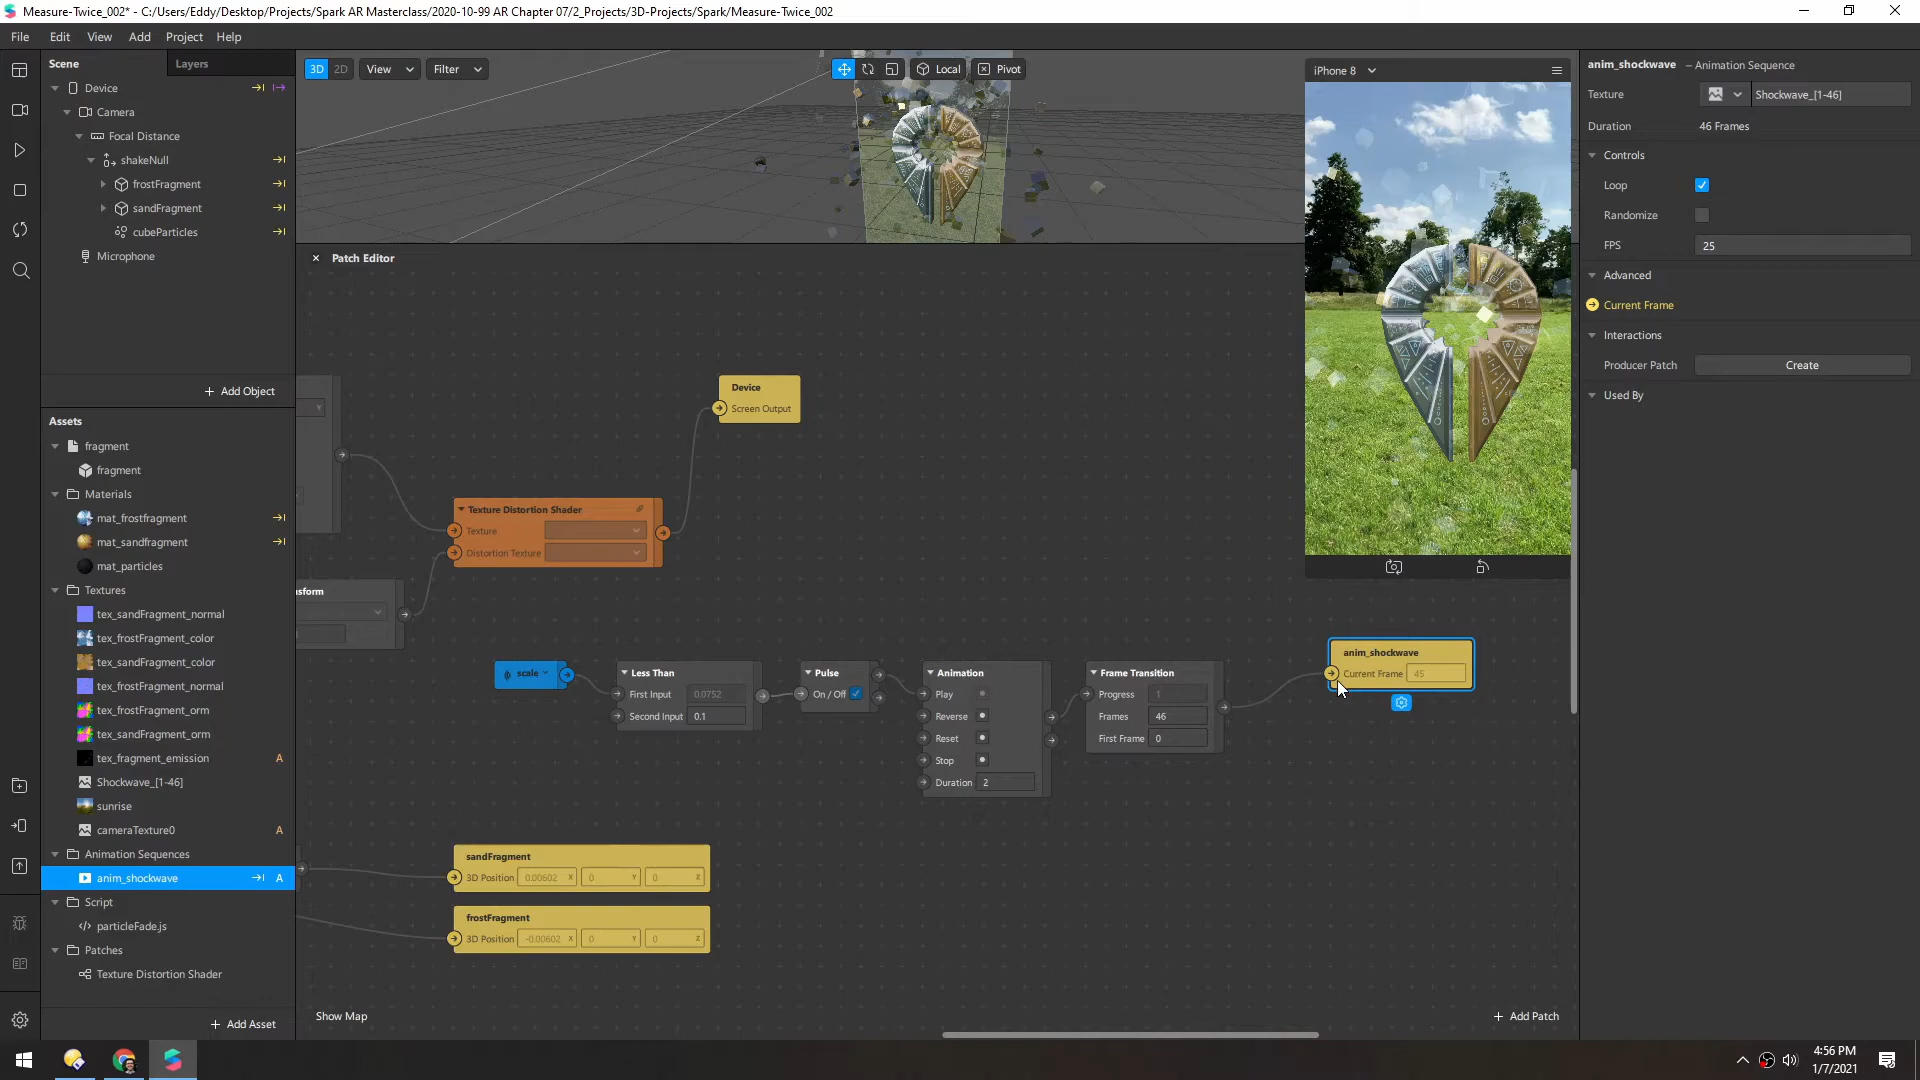 Measure-Twice_002* - C:/Users/Eddy/Desktop/Projects/Spark AR Masterclass/2020-10-99 AR Chapter 07/2_Projects/3D-Projects/Spark/Measure-Twice_002
File Edit View Add Project Help
Scene Layers
Device
Camera
Focal Distance
shakeNull
frostFragment
sandFragment
cubeParticles
Microphone
+ Add Object
Assets
fragment
fragment
Materials
mat_frostfragment
mat_sandfragment
mat_particles
Textures
tex_sandFragment_normal
tex_frostFragment_color
tex_sandFragment_color
tex_frostFragment_normal
tex_frostFragment_orm
tex_sandFragment_orm
tex_fragment_emission A
Shockwave_[1-46]
sunrise
cameraTexture0 A
Animation Sequences
anim_shockwave A
Script
particleFade.js
Patches
Texture Distortion Shader
+ Add Asset
3D 2D View Filter Local Pivot
Patch Editor
Device
Screen Output
Texture Distortion Shader
Texture
Distortion Texture
nsform
scale
Less Than
First Input 0.0752
Second Input 0.1
Pulse
On / Off
Animation
Play
Reverse
Reset
Stop
Duration 2
Frame Transition
Progress 1
Frames 46
First Frame 0
anim_shockwave
Current Frame 45
sandFragment
3D Position 0.00602 X 0 Y 0 Z
frostFragment
3D Position -0.00602 X 0 Y 0 Z
Show Map
+ Add Patch
iPhone 8
anim_shockwave – Animation Sequence
Texture Shockwave_[1-46]
Duration 46 Frames
Controls
Loop
Randomize
FPS 25
Advanced
Current Frame
Interactions
Producer Patch Create
Used By
4:56 PM
1/7/2021